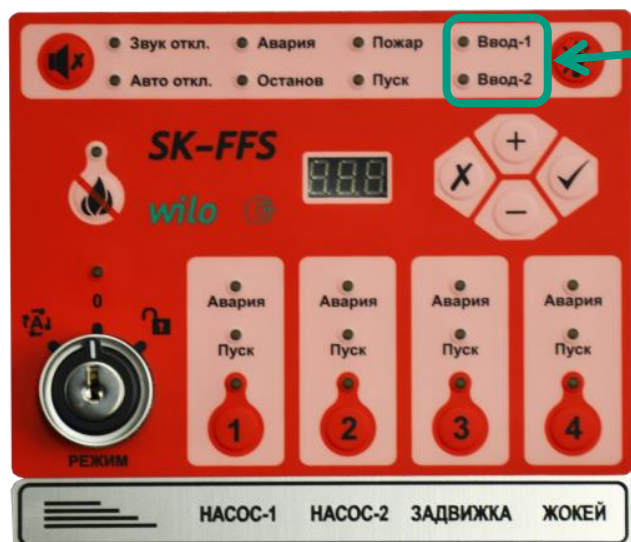 Звук откл. Авария Пожар Ввод-1
Авто откл. Останов Пуск Ввод-2
SK-FFS
wilo
0
A
Авария Авария Авария Авария
Пуск Пуск Пуск Пуск
1 2 3 4
РЕЖИМ
НАСОС-1 НАСОС-2 ЗАДВИЖКА ЖОКЕЙ